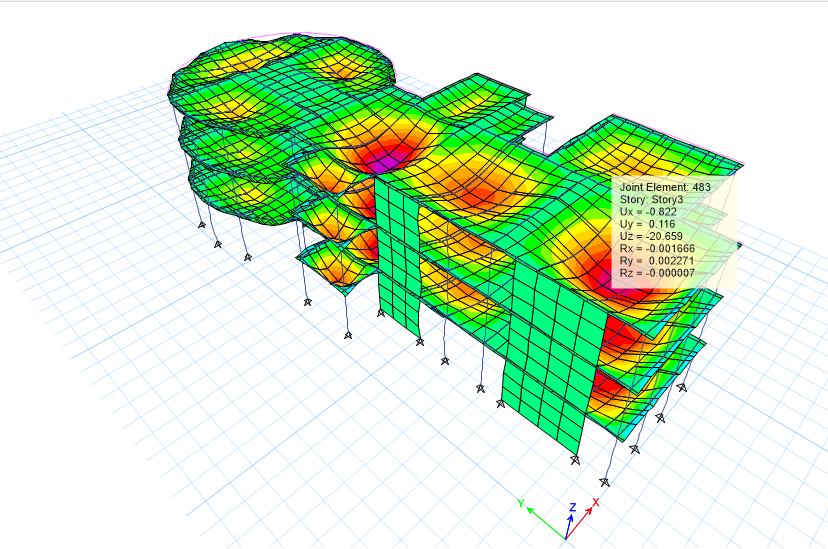 Joint Element: 483
Story: Story3
Ux = -0.822
Uy = 0.116
Uz = -20.659
Rx = -0.001666
Ry = 0.002271
Rz = -0.000007
Y
Z
X